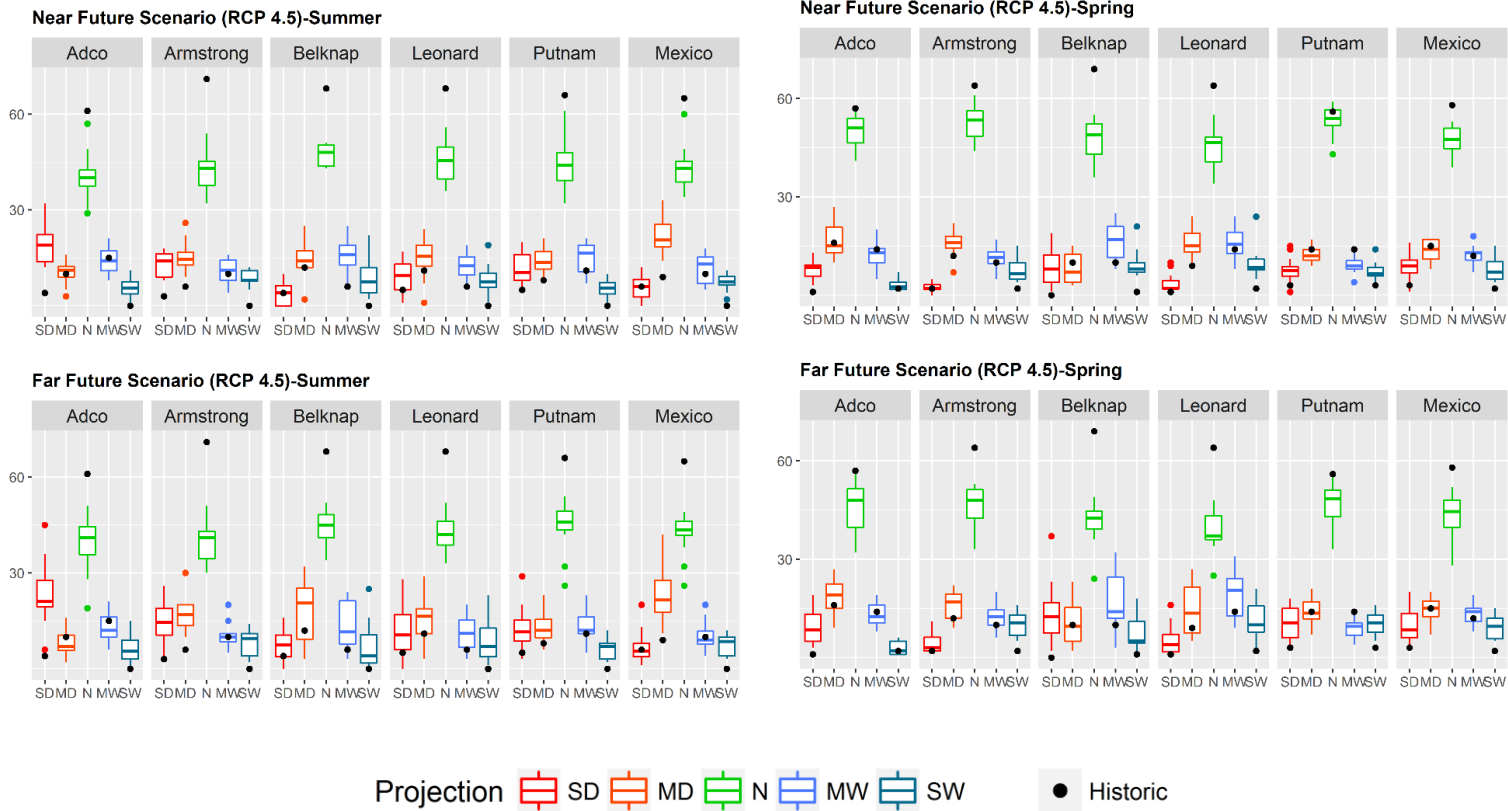 Near Future Scenario (RCP 4.5)-Summer
Adco Armstrong Belknap Leonard Putnam Mexico
60
30
SD MD N MW SW SD MD N MW SW SD MD N MW SW SD MD N MW SW SD MD N MW SW SD MD N MW SW
Near Future Scenario (RCP 4.5)-Spring
Adco Armstrong Belknap Leonard Putnam Mexico
60
30
SD MD N MW SW SD MD N MW SW SD MD N MW SW SD MD N MW SW SD MD N MW SW SD MD N MW SW
Far Future Scenario (RCP 4.5)-Summer
Adco Armstrong Belknap Leonard Putnam Mexico
60
30
SD MD N MW SW SD MD N MW SW SD MD N MW SW SD MD N MW SW SD MD N MW SW SD MD N MW SW
Far Future Scenario (RCP 4.5)-Spring
Adco Armstrong Belknap Leonard Putnam Mexico
60
30
SD MD N MW SW SD MD N MW SW SD MD N MW SW SD MD N MW SW SD MD N MW SW SD MD N MW SW
Projection SD MD N MW SW Historic